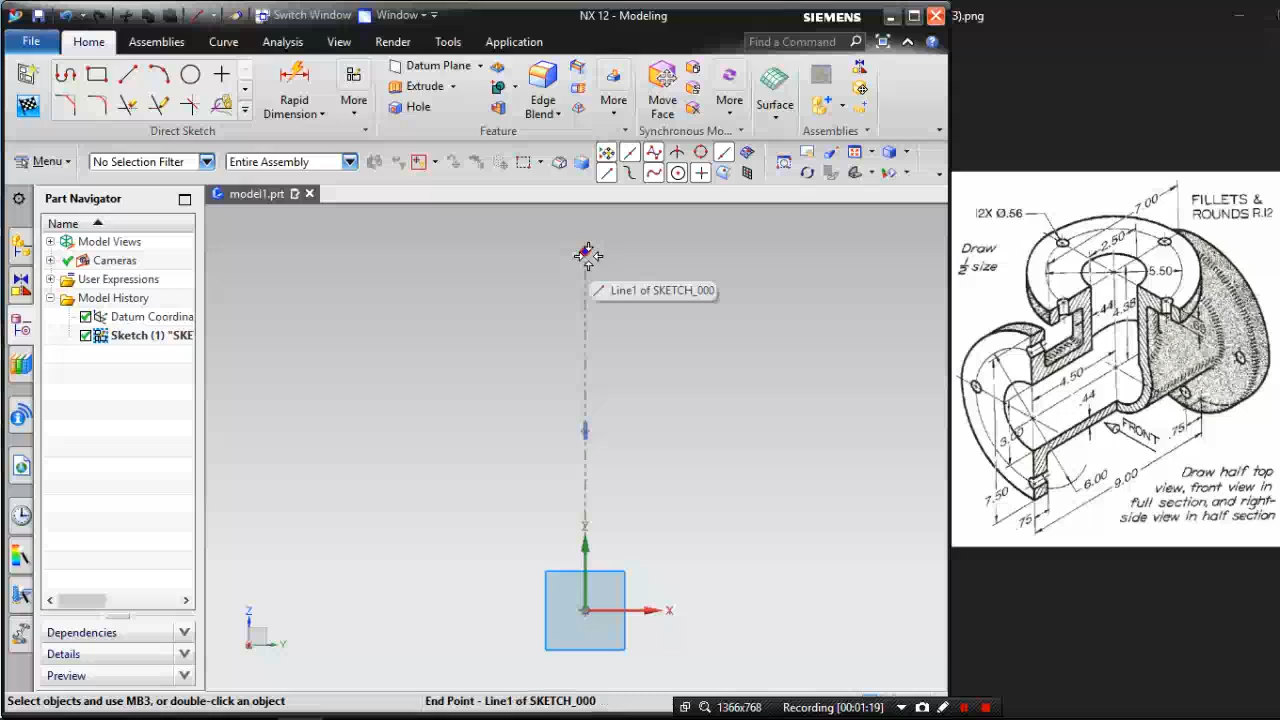 Switch Window
Window
NX 12 - Modeling
SIEMENS
3).png
File
Home
Assemblies
Curve
Analysis
View
Render
Tools
Application
Find a Command
Rapid
Dimension
More
Datum Plane
Extrude
Hole
Edge
Blend
More
Move
Face
More
Surface
Direct Sketch
Feature
Synchronous Mo...
Assemblies
Menu
No Selection Filter
Entire Assembly
Part Navigator
model1.prt
Name
Model Views
Cameras
User Expressions
Model History
Datum Coordina
Sketch (1) "SKE
Dependencies
Details
Preview
Line1 of SKETCH_000
X
Z
Y
12X Ø.56
7.00
FILLETS &
ROUNDS R.12
Draw
1/2 size
2.50
5.50
.44
4.50
.44
3.00
FRONT
.75
6.00
9.00
7.50
.75
Draw half top
view, front view in
full section, and right-
side view in half section
Select objects and use MB3, or double-click an object
End Point - Line1 of SKETCH_000
1366x768
Recording [00:01:19]